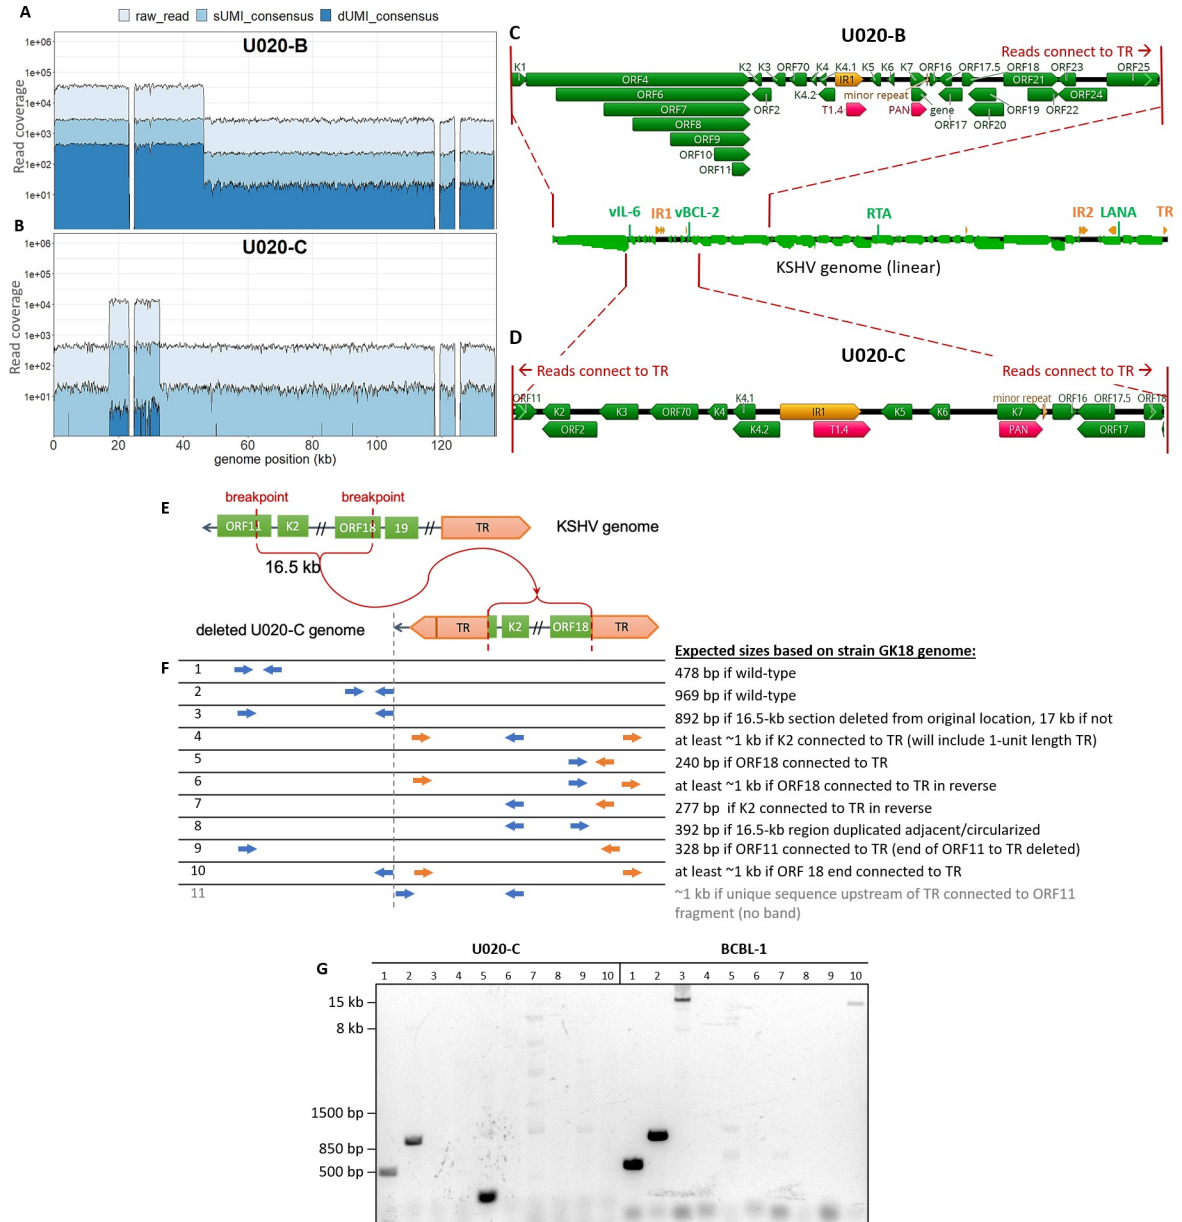 A
raw_read sUMI_consensus dUMI_consensus
U020-B
Read coverage
1e+06
1e+05
1e+04
1e+03
1e+02
1e+01
B
U020-C
Read coverage
1e+06
1e+05
1e+04
1e+03
1e+02
1e+01
0 20 40 60 80 100 120
genome position (kb)
C
U020-B
Reads connect to TR →
K1 K2 K3 ORF70 K4 K4.1 K5 K6 K7 ORF16 ORF17.5 ORF18 ORF23 ORF25
ORF4 IR1 ORF21
ORF6 K4.2 minor repeat ORF24
ORF7 ORF2 T1.4 PAN gene ORF19 ORF22
ORF8 ORF17 ORF20
ORF9
ORF10
ORF11
vIL-6 IR1 vBCL-2 RTA IR2 LANA TR
KSHV genome (linear)
D
U020-C
← Reads connect to TR Reads connect to TR →
ORF11 K4.1 minor repeat ORF16 ORF17.5 ORF18
K2 K3 ORF70 K4 IR1 K5 K6 K7
ORF2 K4.2 T1.4 PAN ORF17
E
breakpoint breakpoint
ORF11 K2 // ORF18 19 // TR KSHV genome
16.5 kb
deleted U020-C genome TR K2 // ORF18 TR
Expected sizes based on strain GK18 genome:
F
1 478 bp if wild-type
2 969 bp if wild-type
3 892 bp if 16.5-kb section deleted from original location, 17 kb if not
4 at least ~1 kb if K2 connected to TR (will include 1-unit length TR)
5 240 bp if ORF18 connected to TR
6 at least ~1 kb if ORF18 connected to TR in reverse
7 277 bp if K2 connected to TR in reverse
8 392 bp if 16.5-kb region duplicated adjacent/circularized
9 328 bp if ORF11 connected to TR (end of ORF11 to TR deleted)
10 at least ~1 kb if ORF 18 end connected to TR
11 ~1 kb if unique sequence upstream of TR connected to ORF11
fragment (no band)
G
U020-C BCBL-1
1 2 3 4 5 6 7 8 9 10 1 2 3 4 5 6 7 8 9 10
15 kb
8 kb
1500 bp
850 bp
500 bp